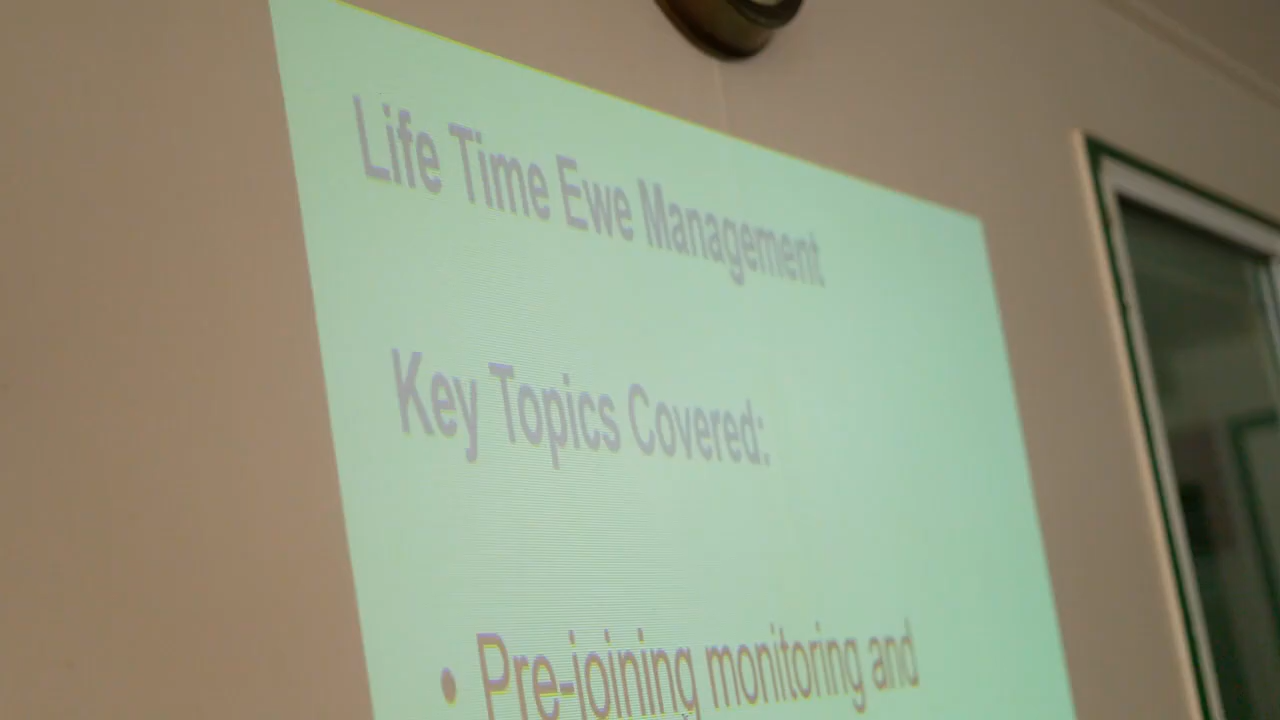 Life Time Ewe Management
Key Topics Covered:
• Pre-joining monitoring and